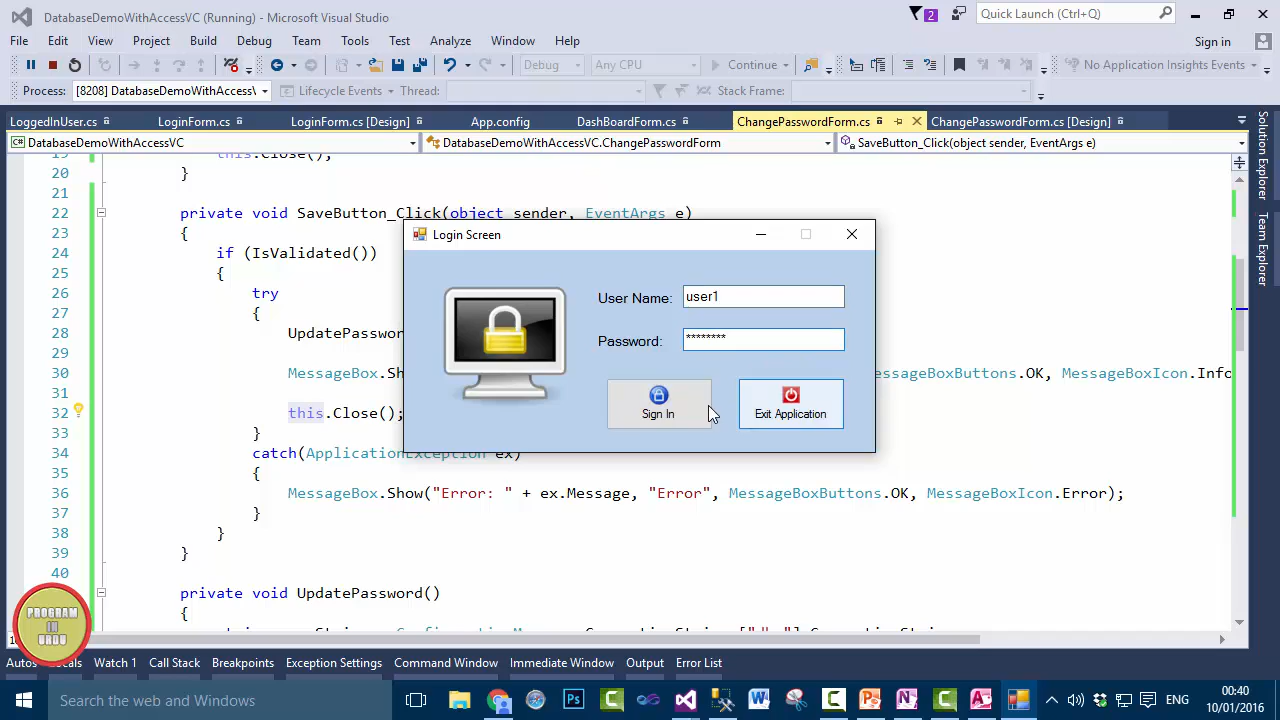 DatabaseDemoWithAccessVC (Running) - Microsoft Visual Studio
2
Quick Launch (Ctrl+Q)
File Edit View Project Build Debug Team Tools Test Analyze Window Help
Sign in
Debug Any CPU Continue No Application Insights Events
Process: [8208] DatabaseDemoWithAccessV Lifecycle Events Thread: Stack Frame:
LoggedInUser.cs LoginForm.cs LoginForm.cs [Design] App.config DashBoardForm.cs ChangePasswordForm.cs ChangePasswordForm.cs [Design]
DatabaseDemoWithAccessVC DatabaseDemoWithAccessVC.ChangePasswordForm SaveButton_Click(object sender, EventArgs e)
19 this.Close();
20 }
21
22 private void SaveButton_Click(object sender, EventArgs e)
23 {
24 if (IsValidated())
25 {
26 try
27 {
28 UpdatePasswor
29
30 MessageBox.Sh essageBoxButtons.OK, MessageBoxIcon.Info
31
32 this.Close();
33 }
34 catch(ApplicationException ex)
35 {
36 MessageBox.Show("Error: " + ex.Message, "Error", MessageBoxButtons.OK, MessageBoxIcon.Error);
37 }
38 }
39 }
40
41 private void UpdatePassword()
42 {
Login Screen
User Name: user1
Password: ********
Sign In Exit Application
Solution Explorer
Team Explorer
PROGRAM
IN
URDU
Autos Locals Watch 1 Call Stack Breakpoints Exception Settings Command Window Immediate Window Output Error List
Search the web and Windows
ENG
00:40
10/01/2016